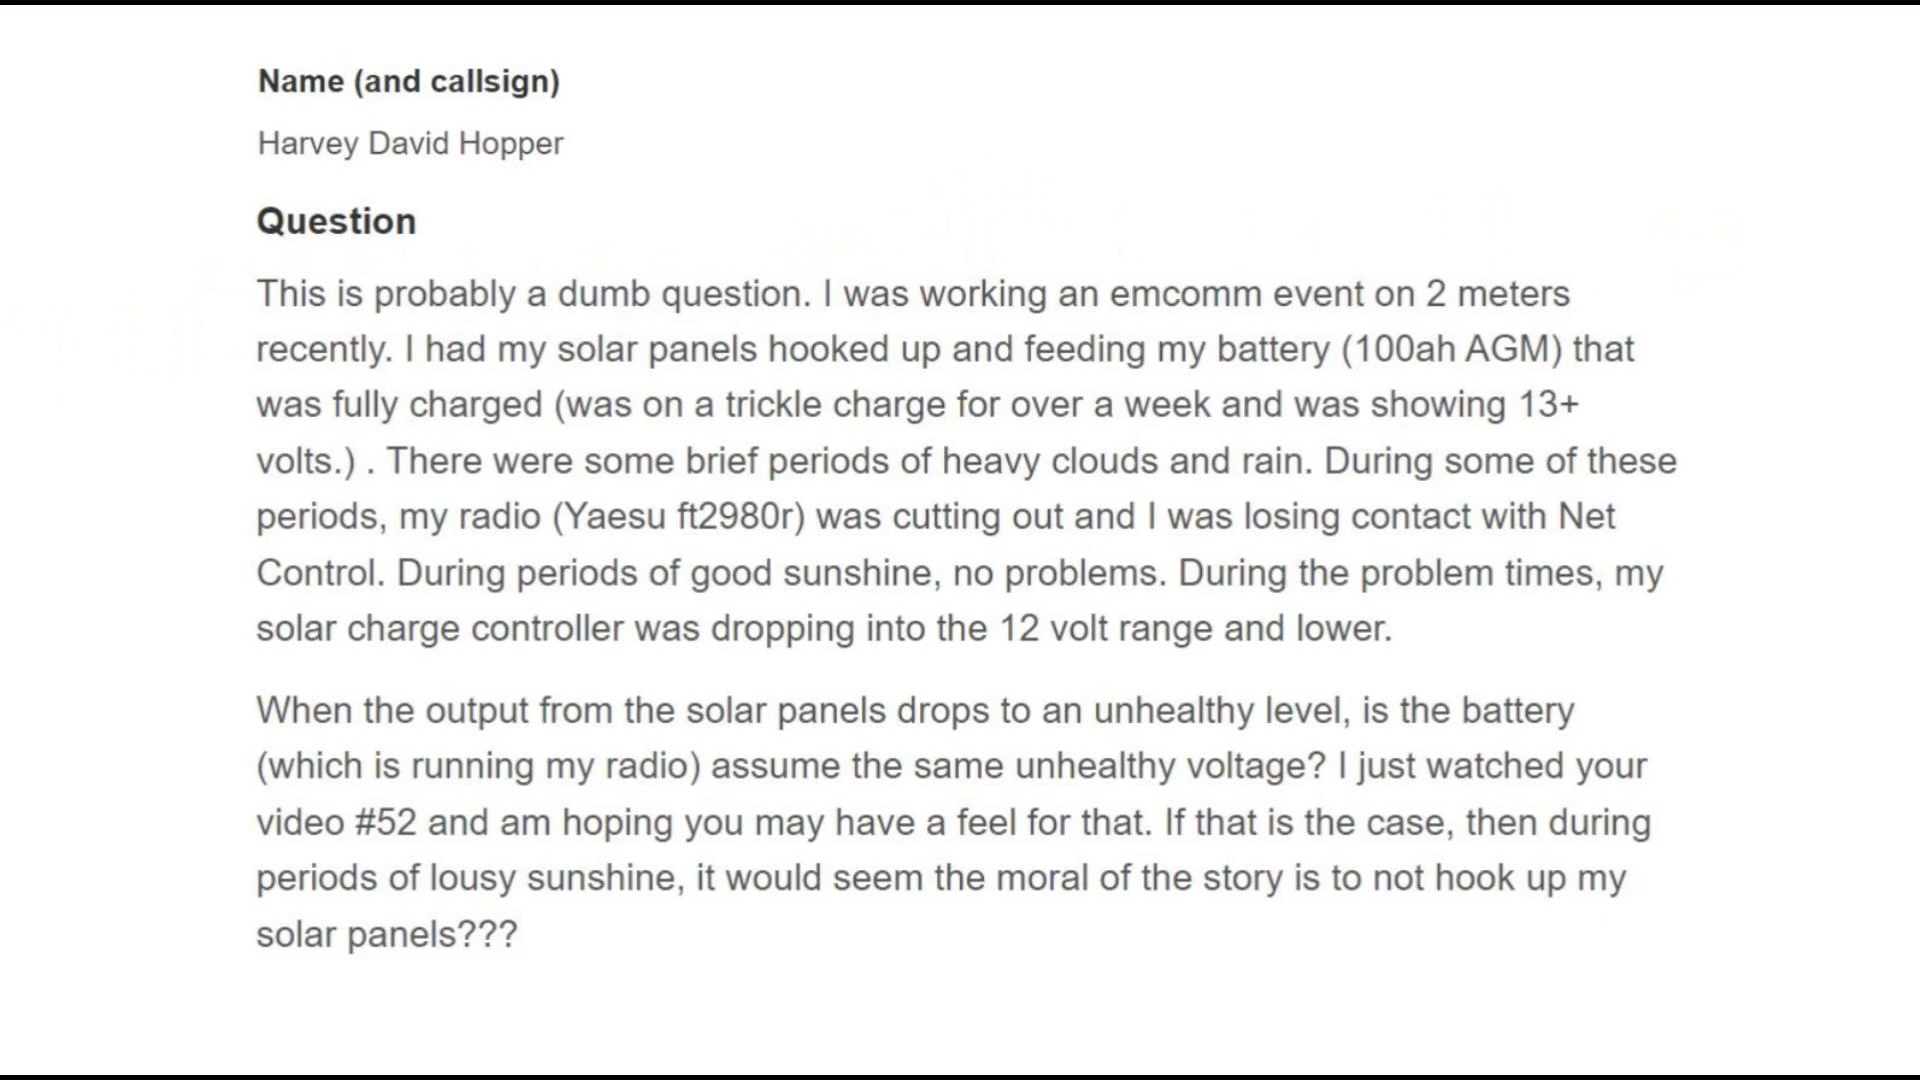 Name (and callsign)
Harvey David Hopper
Question
This is probably a dumb question. I was working an emcomm event on 2 meters
recently. I had my solar panels hooked up and feeding my battery (100ah AGM) that
was fully charged (was on a trickle charge for over a week and was showing 13+
volts.) . There were some brief periods of heavy clouds and rain. During some of these
periods, my radio (Yaesu ft2980r) was cutting out and I was losing contact with Net
Control. During periods of good sunshine, no problems. During the problem times, my
solar charge controller was dropping into the 12 volt range and lower.
When the output from the solar panels drops to an unhealthy level, is the battery
(which is running my radio) assume the same unhealthy voltage? I just watched your
video #52 and am hoping you may have a feel for that. If that is the case, then during
periods of lousy sunshine, it would seem the moral of the story is to not hook up my
solar panels???